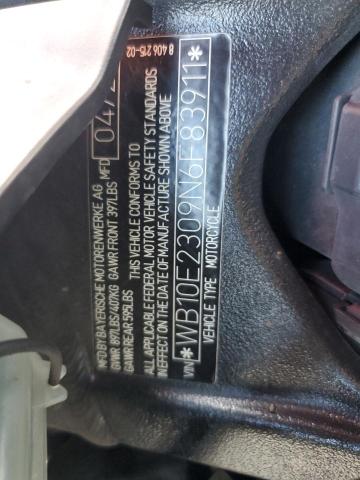 MFD BY BAYERISCHE MOTORENWERKE AG MFD 04/2
GVWR 897LBS/407KG GAWR FRONT 397LBS
GAWR REAR 595LBS
8 406 215-02
THIS VEHICLE CONFORMS TO
ALL APPLICABLE FEDERAL MOTOR VEHICLE SAFETY STANDARDS
IN EFFECT ON THE DATE OF MANUFACTURE SHOWN ABOVE
VIN *WB10E2309N6F83911*
VEHICLE TYPE MOTORCYCLE